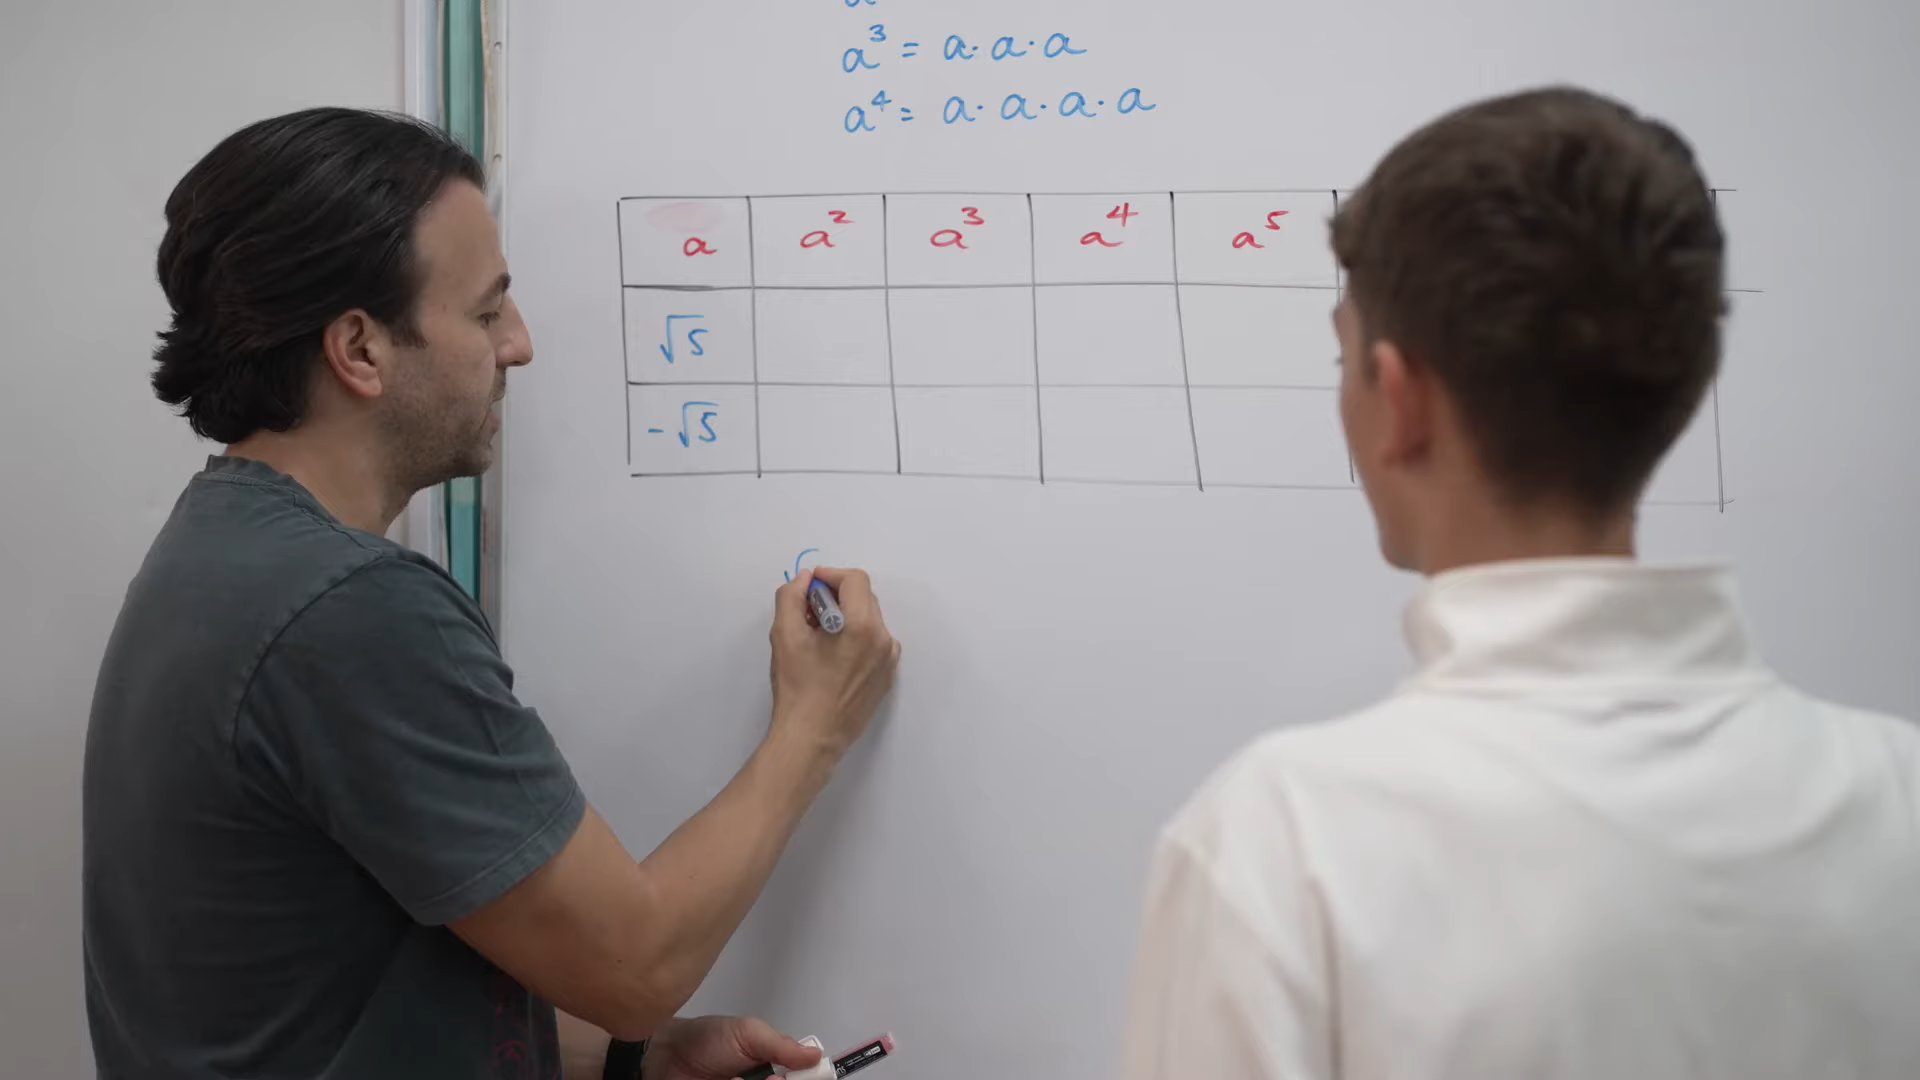 a³ = a · a · a
a⁴ = a · a · a · a
a a² a³ a⁴ a⁵
√5
-√5